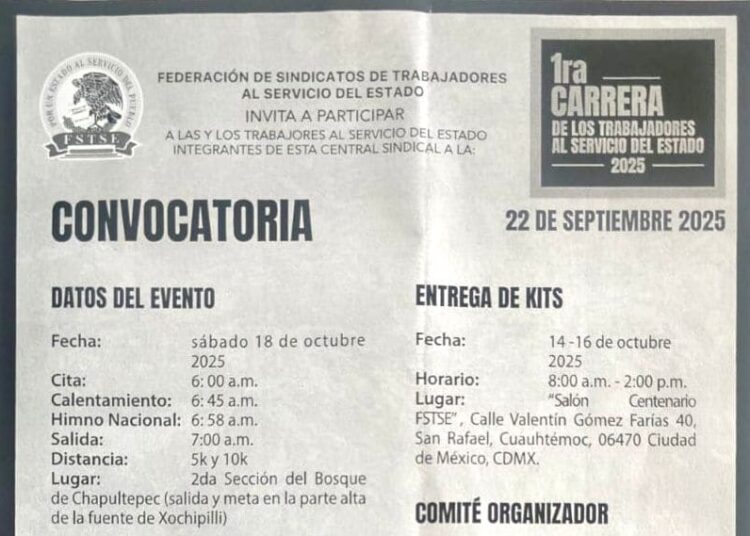 POR UN ESTADO AL SERVICIO DEL PUEBLO
FSTSE
FEDERACIÓN DE SINDICATOS DE TRABAJADORES
AL SERVICIO DEL ESTADO
INVITA A PARTICIPAR
A LAS Y LOS TRABAJORES AL SERVICIO DEL ESTADO
INTEGRANTES DE ESTA CENTRAL SINDICAL A LA:
1ra
CARRERA
DE LOS TRABAJADORES
AL SERVICIO DEL ESTADO
2025
CONVOCATORIA
22 DE SEPTIEMBRE 2025
DATOS DEL EVENTO
Fecha: sábado 18 de octubre
2025
Cita: 6: 00 a.m.
Calentamiento: 6: 45 a.m.
Himno Nacional: 6: 58 a.m.
Salida: 7:00 a.m.
Distancia: 5k y 10k
Lugar: 2da Sección del Bosque
de Chapultepec (salida y meta en la parte alta
de la fuente de Xochipilli)
ENTREGA DE KITS
Fecha: 14 -16 de octubre
2025
Horario: 8:00 a.m. - 2:00 p.m.
Lugar: “Salón Centenario
FSTSE”, Calle Valentín Gómez Farías 40,
San Rafael, Cuauhtémoc, 06470 Ciudad
de México, CDMX.
COMITÉ ORGANIZADOR